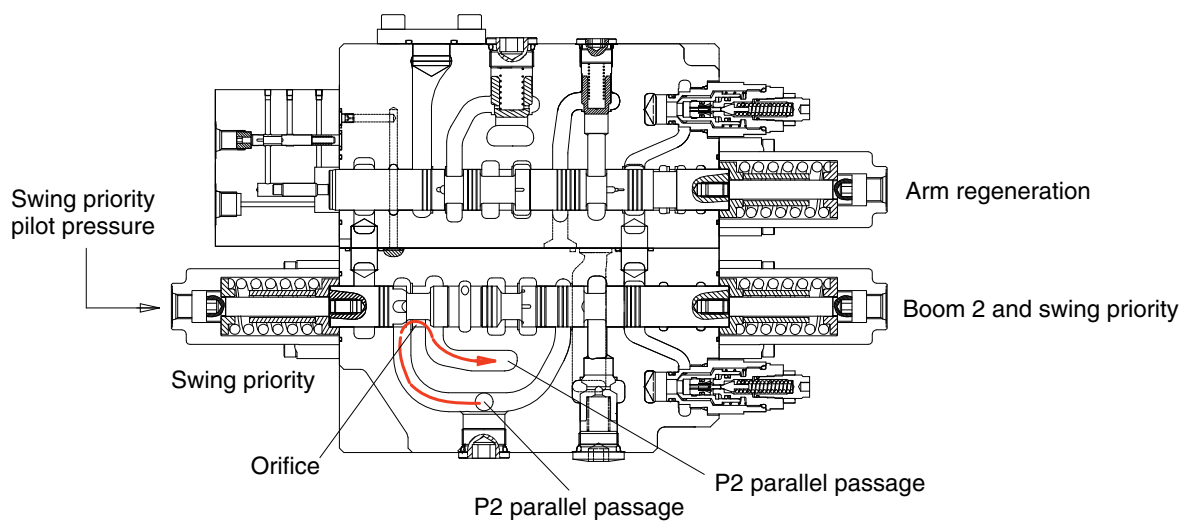 Swing priority
pilot pressure
Arm regeneration
Boom 2 and swing priority
Swing priority
Orifice
P2 parallel passage
P2 parallel passage